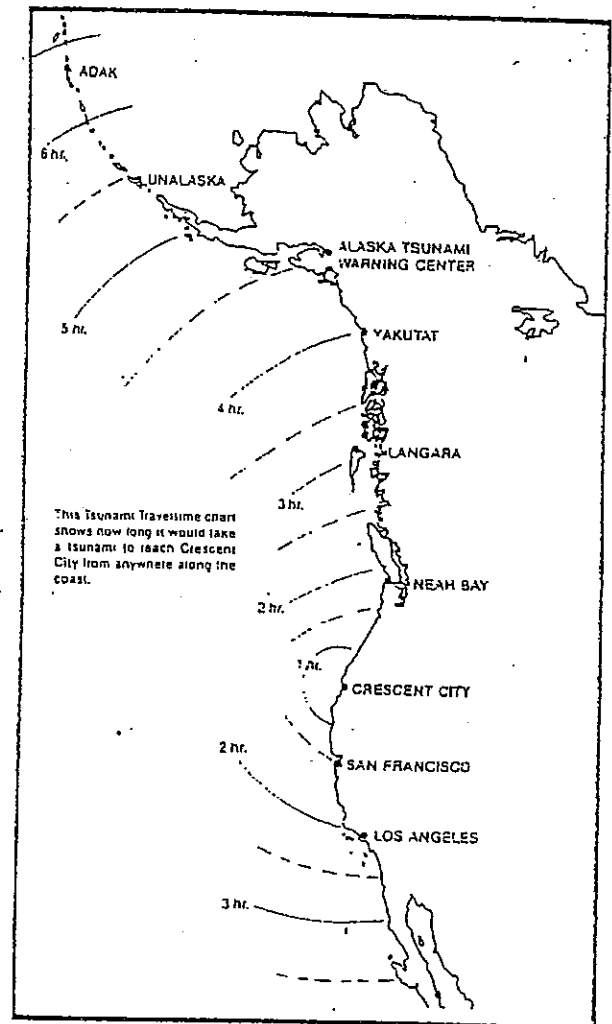 ADAK
6 hr.
UNALASKA
ALASKA TSUNAMI
WARNING CENTER
5 hr.
YAKUTAT
4 hr.
LANGARA
3 hr.
This Tsunami Traveltime chart
shows how long it would take
a tsunami to reach Crescent
City from anywhere along the
coast.
NEAH BAY
2 hr.
1 hr.
CRESCENT CITY
2 hr.
SAN FRANCISCO
LOS ANGELES
3 hr.